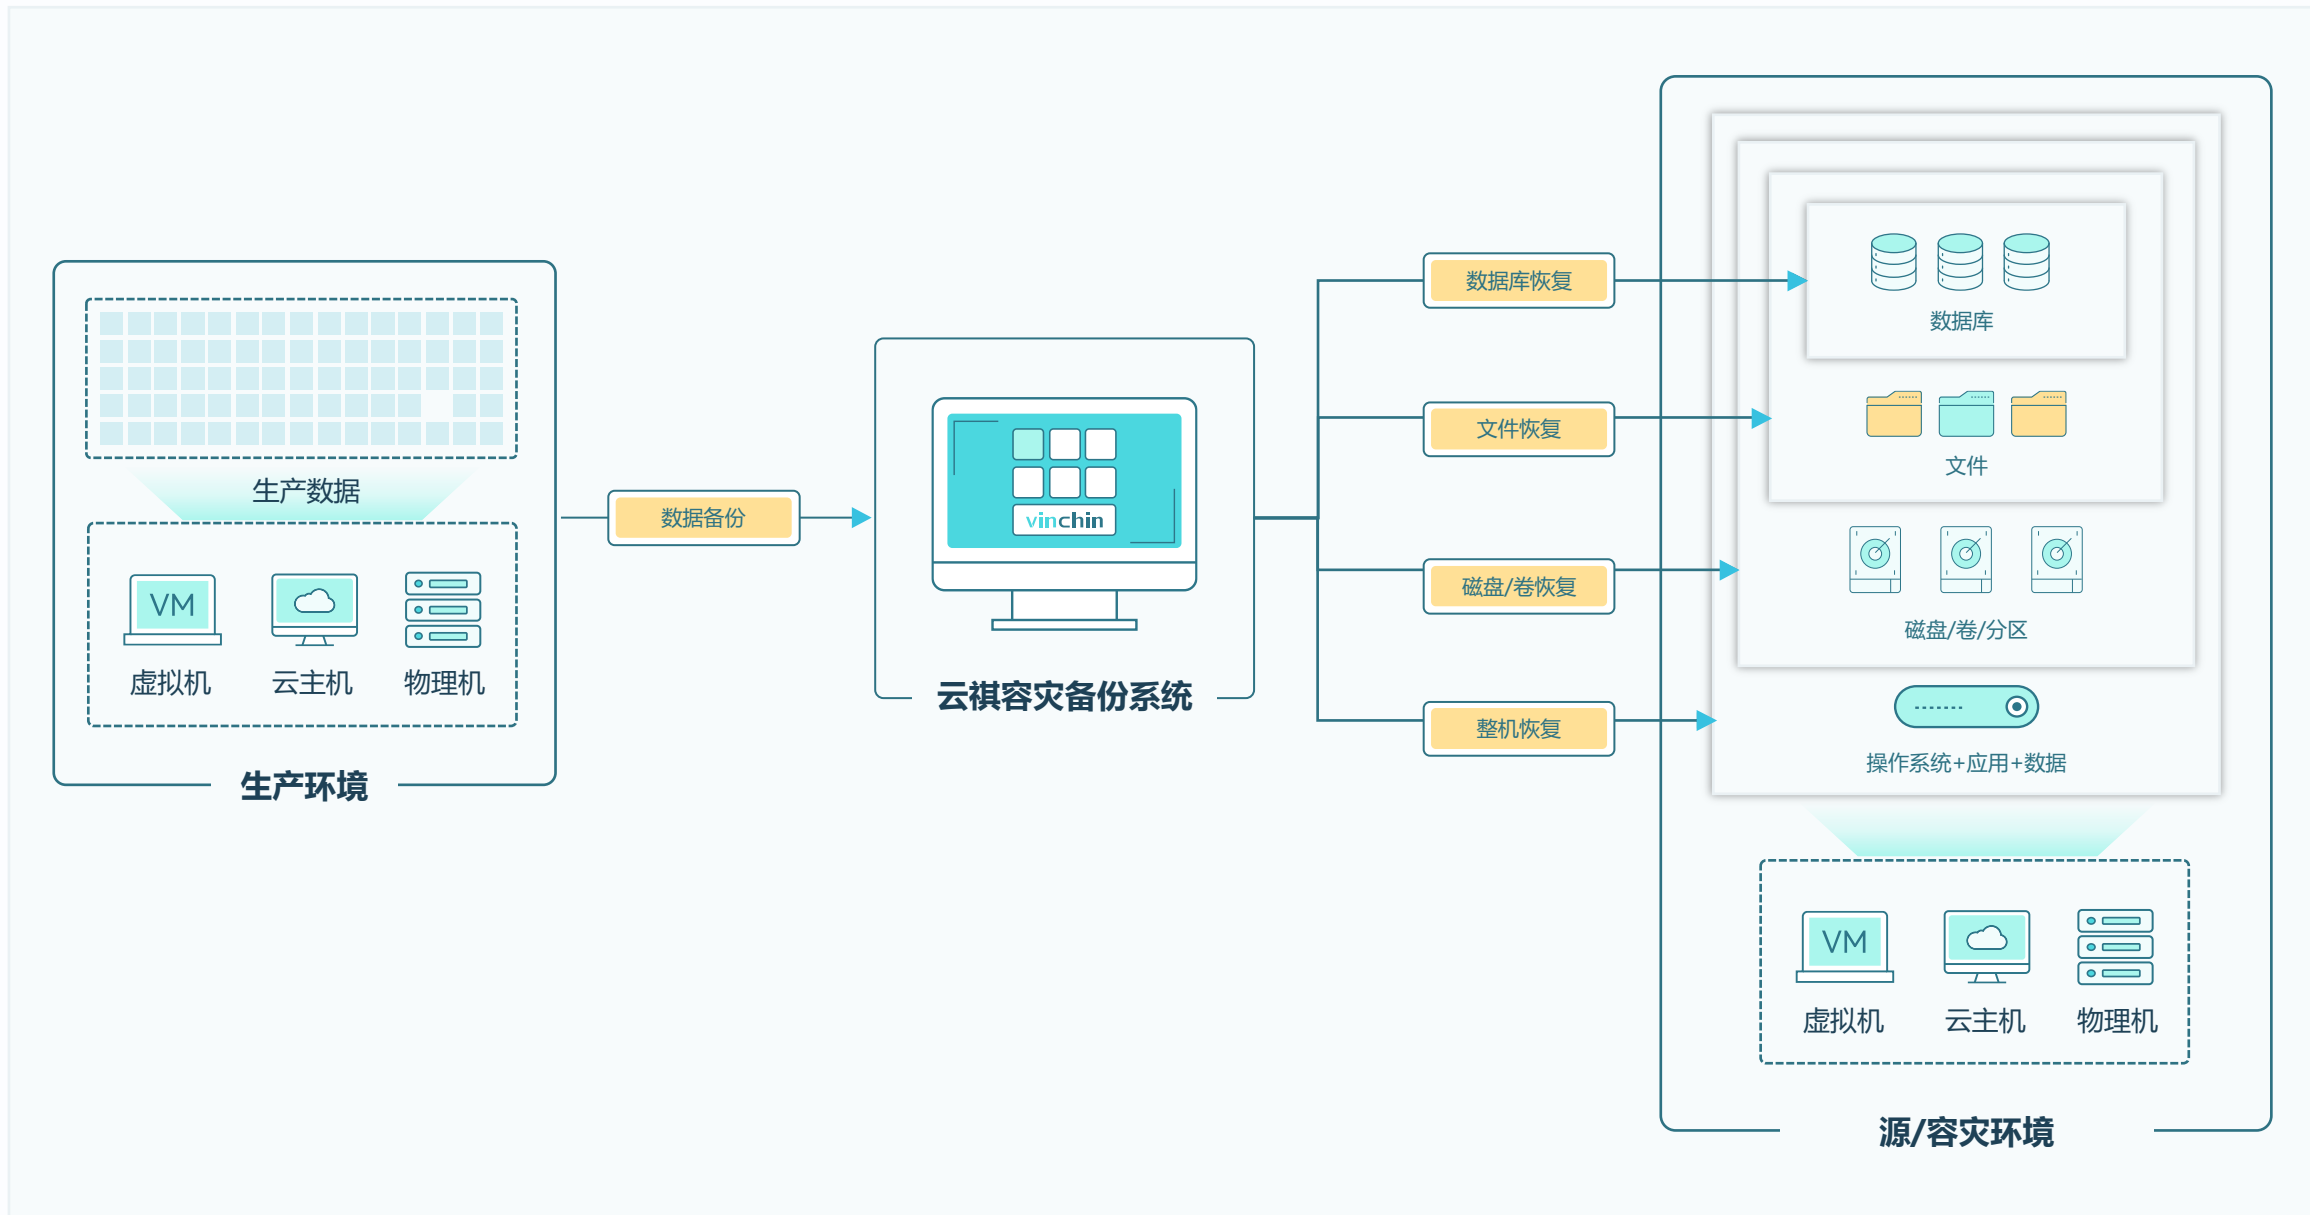 生产数据
VM
虚拟机
云主机
物理机
生产环境
数据备份
vinchin
云祺容灾备份系统
数据库恢复
文件恢复
磁盘/卷恢复
整机恢复
数据库
文件
磁盘/卷/分区
操作系统+应用+数据
VM
虚拟机
云主机
物理机
源/容灾环境